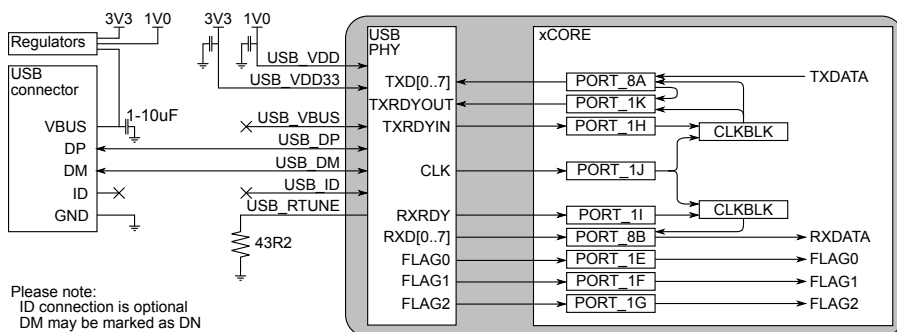 3V3 1V0
3V3 1V0
Regulators
USB
connector
VBUS
DP
DM
ID
GND
1-10uF
USB_VDD
USB_VDD33
USB_VBUS
USB_DP
USB_DM
USB_ID
USB_RTUNE
43R2
USB
PHY
TXD[0..7]
TXRDYOUT
TXRDYIN
CLK
RXRDY
RXD[0..7]
FLAG0
FLAG1
FLAG2
xCORE
PORT_8A
PORT_1K
PORT_1H
PORT_1J
PORT_1I
PORT_8B
PORT_1E
PORT_1F
PORT_1G
CLKBLK
CLKBLK
TXDATA
RXDATA
FLAG0
FLAG1
FLAG2
Please note:
ID connection is optional
DM may be marked as DN